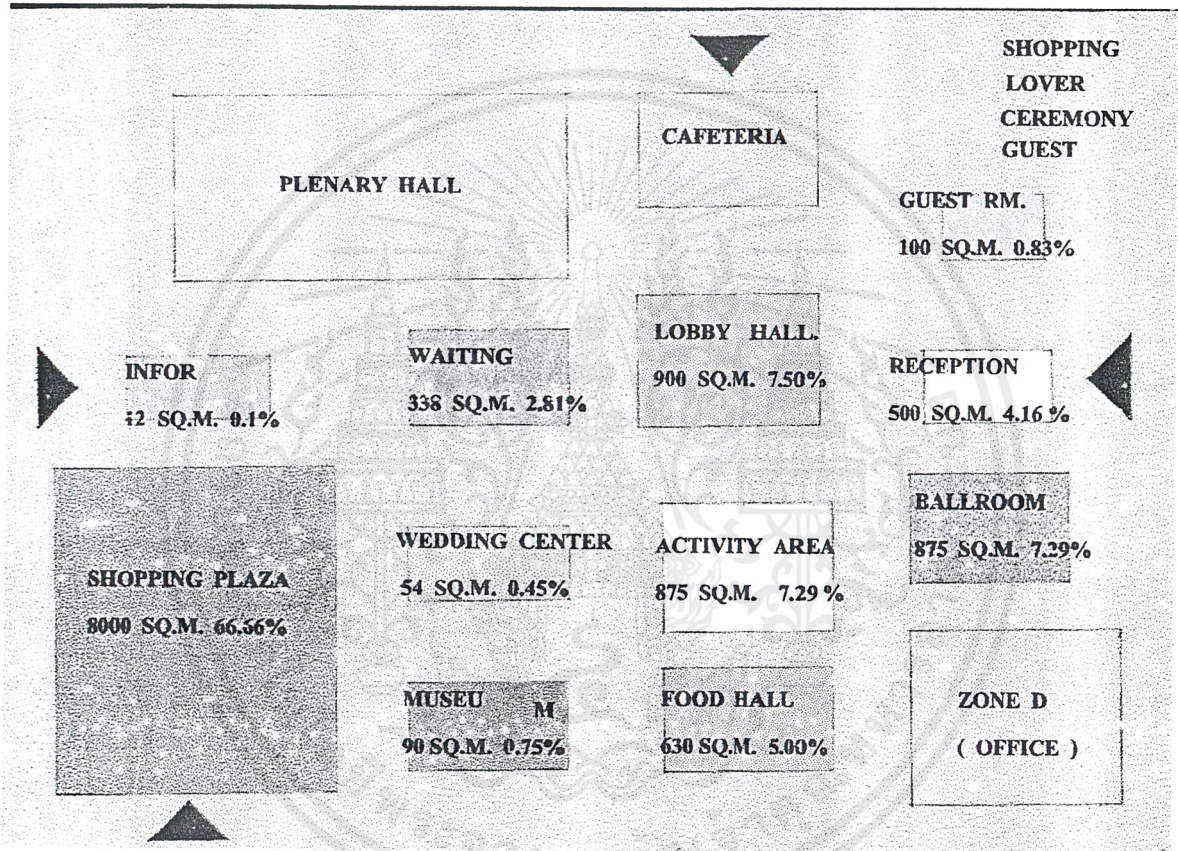 SHOPPING
LOVER
CEREMONY
GUEST
CAFETERIA
PLENARY HALL
GUEST RM.
100 SQ.M. 0.83%
LOBBY HALL.
900 SQ.M. 7.50%
WAITING
338 SQ.M. 2.81%
INFOR
12 SQ.M. 0.1%
RECEPTION
500 SQ.M. 4.16 %
BALLROOM
875 SQ.M. 7.29%
WEDDING CENTER
54 SQ.M. 0.45%
ACTIVITY AREA
875 SQ.M. 7.29 %
SHOPPING PLAZA
8000 SQ.M. 66.66%
MUSEU M
90 SQ.M. 0.75%
FOOD HALL
630 SQ.M. 5.00%
ZONE D
( OFFICE )